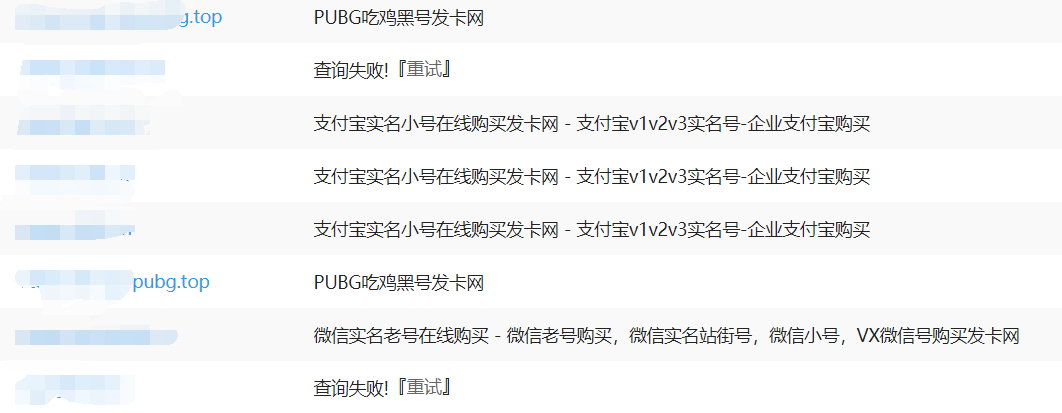 g.top PUBG吃鸡黑号发卡网
查询失败!『重试』
支付宝实名小号在线购买发卡网 - 支付宝v1v2v3实名号-企业支付宝购买
支付宝实名小号在线购买发卡网 - 支付宝v1v2v3实名号-企业支付宝购买
支付宝实名小号在线购买发卡网 - 支付宝v1v2v3实名号-企业支付宝购买
pubg.top PUBG吃鸡黑号发卡网
微信实名老号在线购买 - 微信老号购买，微信实名站街号，微信小号，VX微信号购买发卡网
查询失败!『重试』